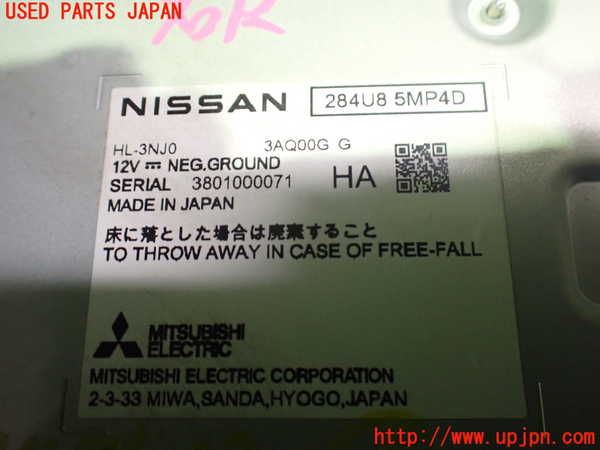 USED PARTS JAPAN
NISSAN 284U8 5MP4D
HL-3NJ0 3AQ00G G
12V NEG.GROUND
SERIAL 3801000071 HA
MADE IN JAPAN
床に落とした場合は廃棄すること
TO THROW AWAY IN CASE OF FREE-FALL
MITSUBISHI
ELECTRIC
MITSUBISHI ELECTRIC CORPORATION
2-3-33 MIWA,SANDA,HYOGO,JAPAN
http://www.upjpn.com/